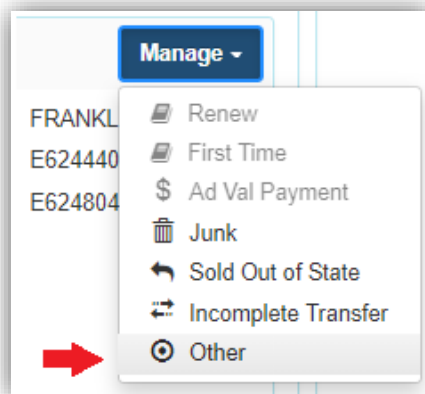 Manage
FRANKL
Renew
E624440
First Time
E624804
$ Ad Val Payment
Junk
Sold Out of State
Incomplete Transfer
Other